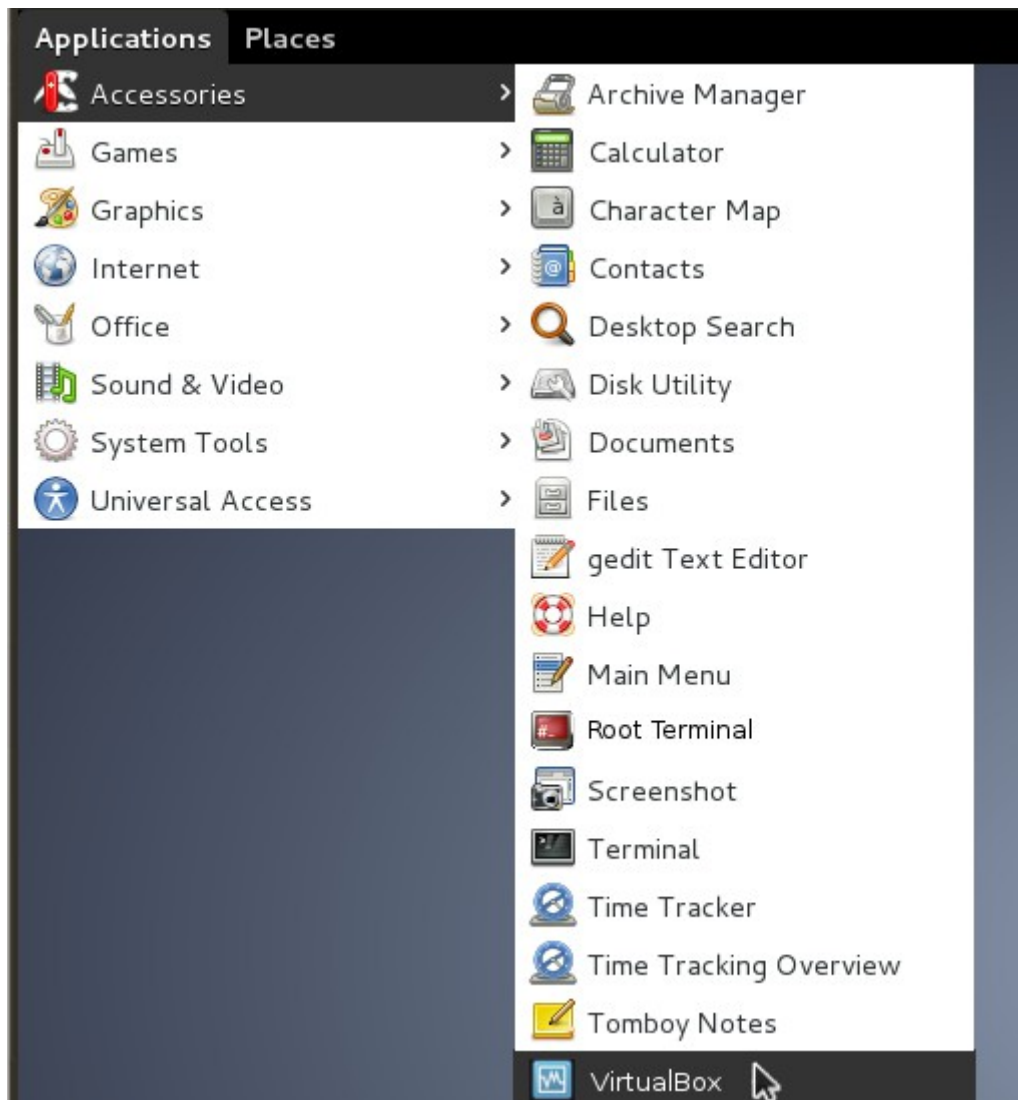 Applications Places
Accessories
Games
Graphics
Internet
Office
Sound & Video
System Tools
Universal Access
Archive Manager
Calculator
à Character Map
@ Contacts
Desktop Search
Disk Utility
Documents
Files
gedit Text Editor
Help
Main Menu
#_ Root Terminal
Screenshot
Terminal
Time Tracker
Time Tracking Overview
Tomboy Notes
VirtualBox